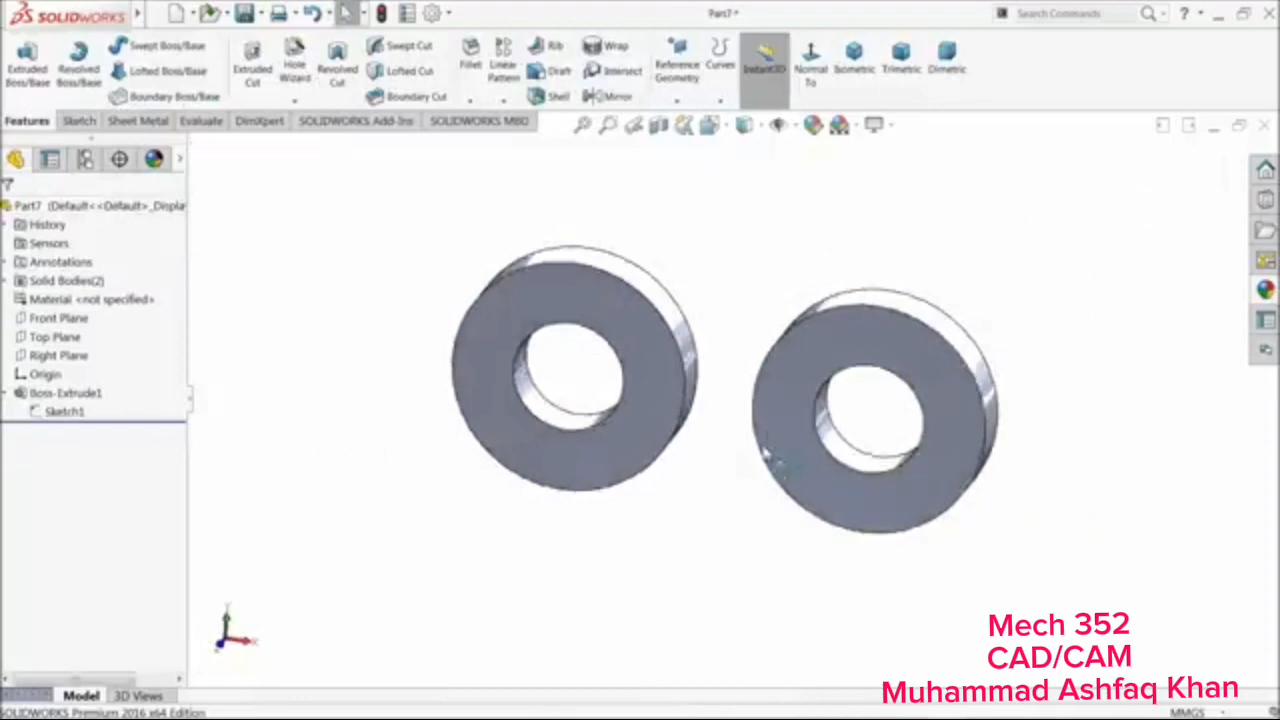 SOLIDWORKS
Part7 *
Search Commands
Extruded Boss/Base
Revolved Boss/Base
Swept Boss/Base
Lofted Boss/Base
Boundary Boss/Base
Extruded Cut
Hole Wizard
Revolved Cut
Swept Cut
Lofted Cut
Boundary Cut
Fillet
Linear Pattern
Rib
Draft
Shell
Wrap
Intersect
Mirror
Reference Geometry
Curves
Instant3D
Normal To
Isometric
Trimetric
Dimetric
Features
Sketch
Sheet Metal
Evaluate
DimXpert
SOLIDWORKS Add-Ins
SOLIDWORKS MBD
Part7 (Default<<Default>_Displa
History
Sensors
Annotations
Solid Bodies(2)
Material <not specified>
Front Plane
Top Plane
Right Plane
Origin
Boss-Extrude1
Sketch1
Mech 352
CAD/CAM
Muhammad Ashfaq Khan
Model
3D Views
SOLIDWORKS Premium 2016 x64 Edition
MMGS